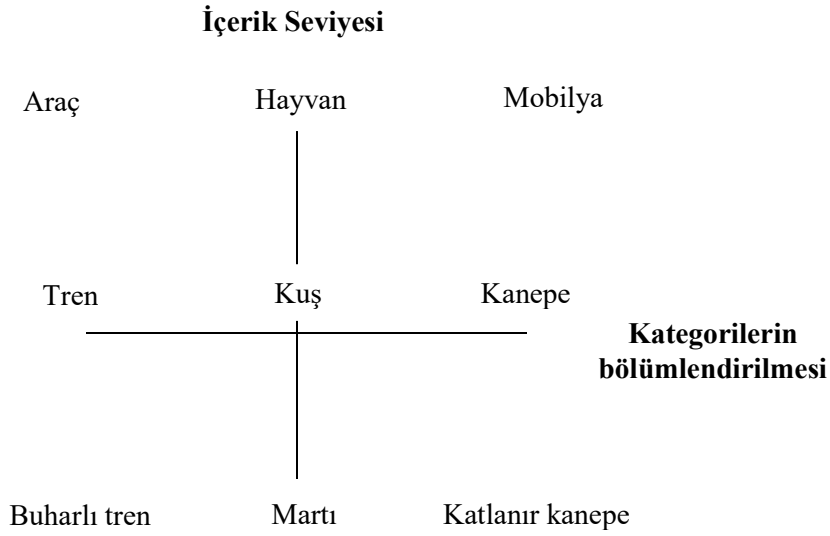 İçerik Seviyesi
Araç Hayvan Mobilya
Tren Kuş Kanepe
Kategorilerin
bölümlendirilmesi
Buharlı tren Martı Katlanır kanepe